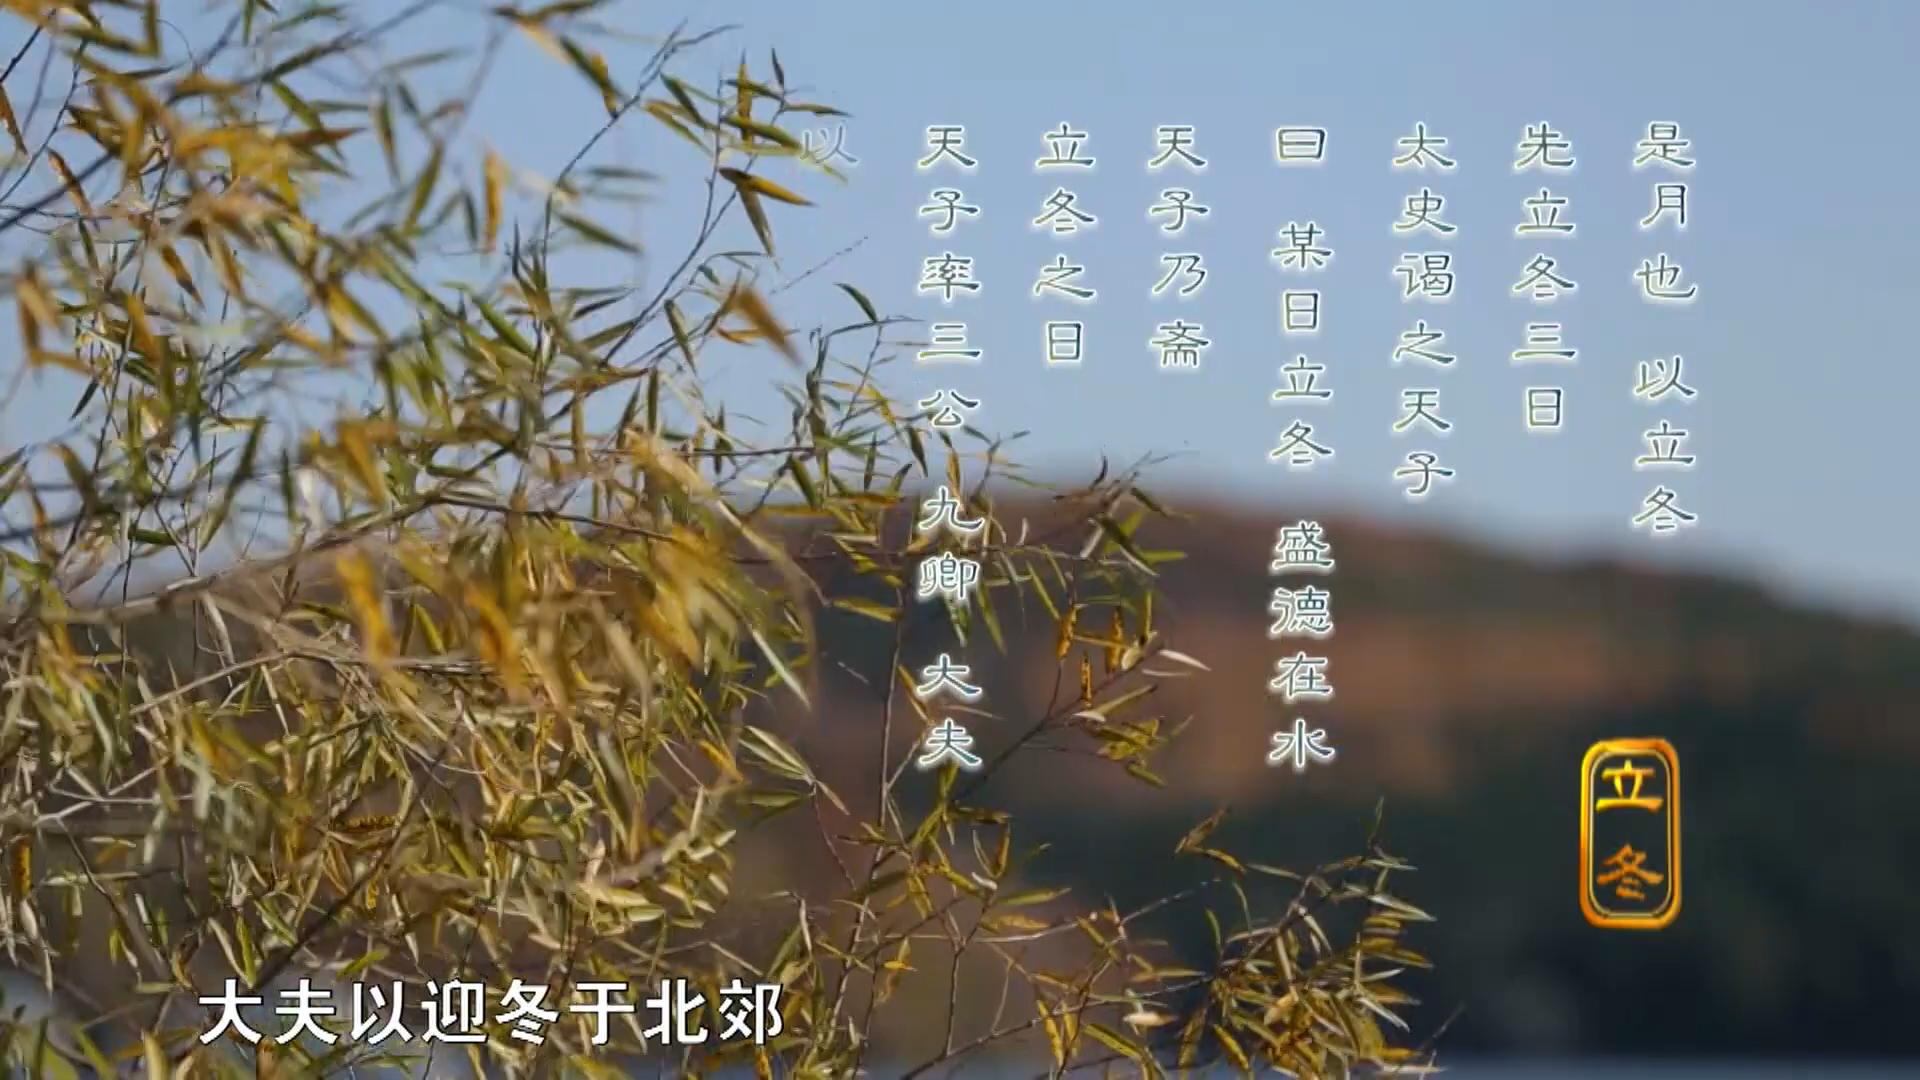 是月也 以立冬
先立冬三日
太史谒之天子
曰 某日立冬 盛德在水
天子乃斋
立冬之日
天子率三公 九卿 大夫
以
立冬
大夫以迎冬于北郊